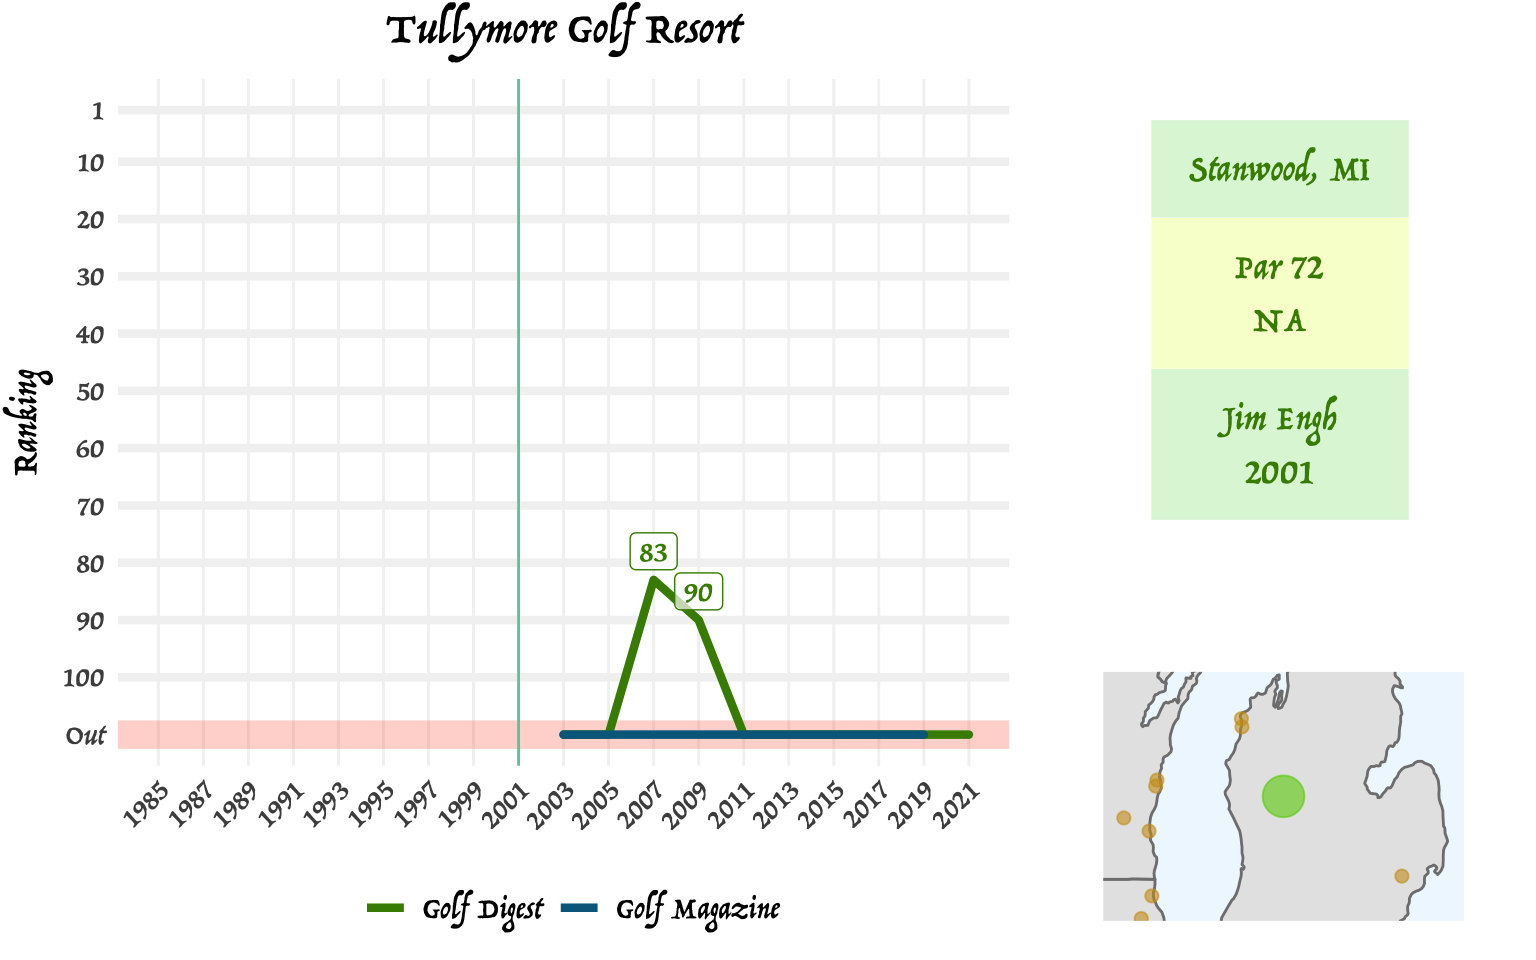 Tullymore Golf Resort
Ranking
1
10
20
30
40
50
60
70
80
90
100
Out
83
90
1985 1987 1989 1991 1993 1995 1997 1999 2001 2003 2005 2007 2009 2011 2013 2015 2017 2019 2021
Golf Digest Golf Magazine
Stanwood, MI
Par 72
NA
Jim Engh
2001